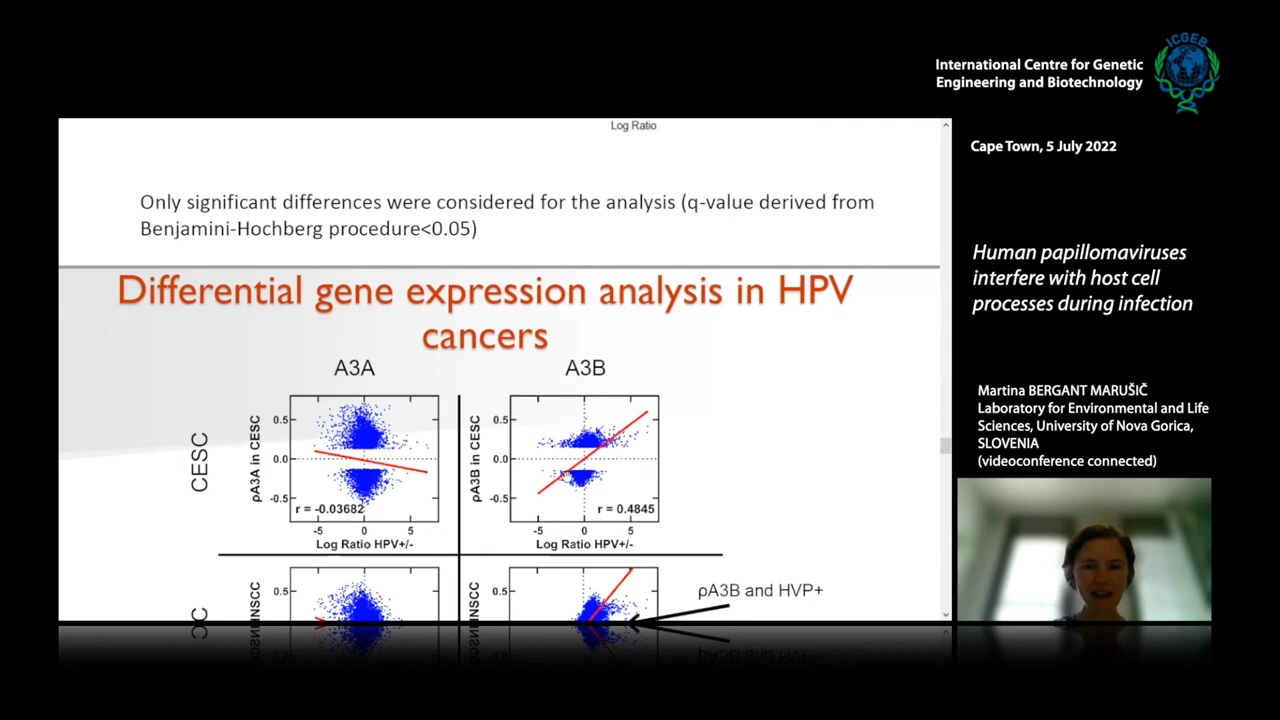 ICGEB
International Centre for Genetic
Engineering and Biotechnology
Cape Town, 5 July 2022
Human papillomaviruses
interfere with host cell
processes during infection
Martina BERGANT MARUŠIČ
Laboratory for Environmental and Life
Sciences, University of Nova Gorica,
SLOVENIA
(videoconference connected)
Log Ratio
Only significant differences were considered for the analysis (q-value derived from
Benjamini-Hochberg procedure<0.05)
Differential gene expression analysis in HPV
cancers
A3A
A3B
CESC
ρA3A in CESC
0.5
0.0
-0.5
r = -0.03682
-5 0 5
Log Ratio HPV+/-
ρA3B in CESC
0.5
0.0
-0.5
r = 0.4845
-5 0 5
Log Ratio HPV+/-
0.5
0.5
ρA3B and HVP+